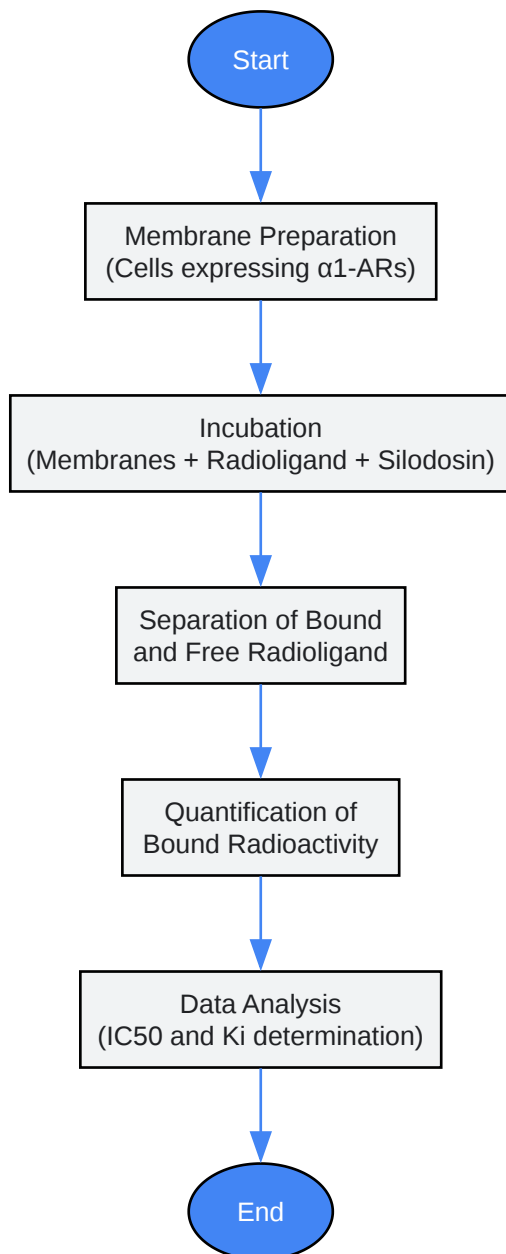 Start
Membrane Preparation
(Cells expressing α1-ARs)
Incubation
(Membranes + Radioligand + Silodosin)
Separation of Bound
and Free Radioligand
Quantification of
Bound Radioactivity
Data Analysis
(IC50 and Ki determination)
End